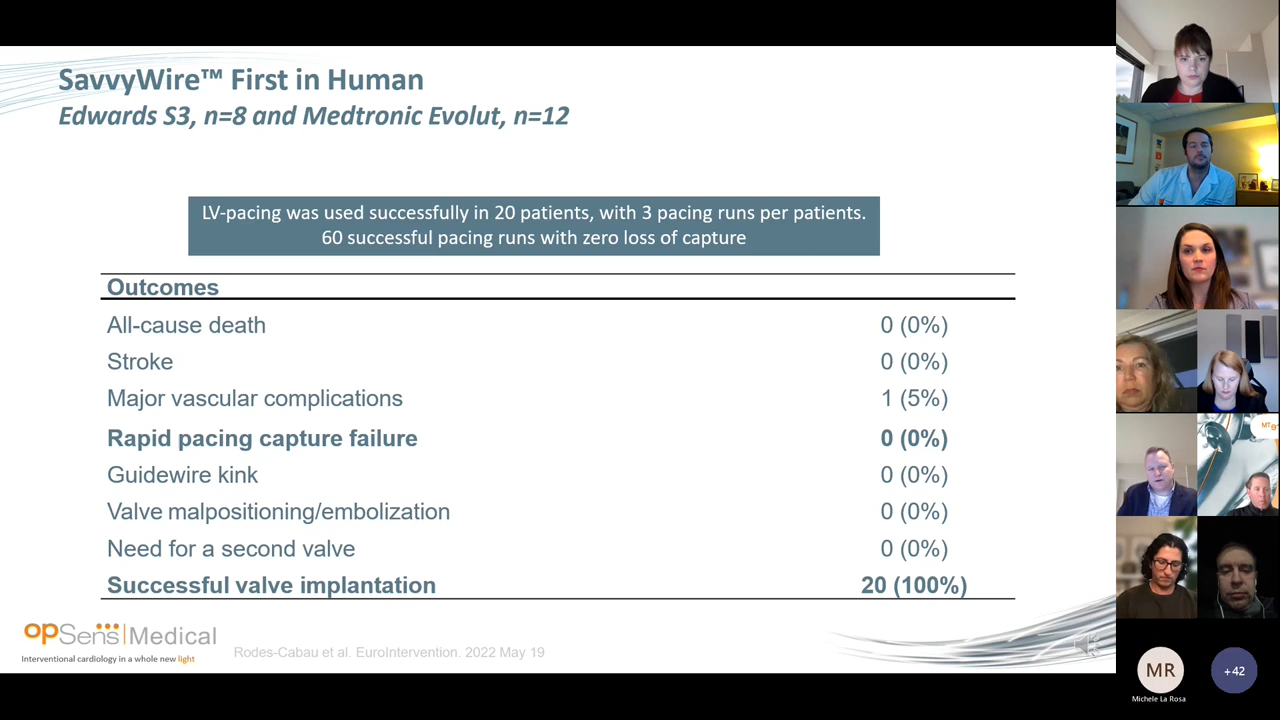 SavvyWire™ First in Human
Edwards S3, n=8 and Medtronic Evolut, n=12
LV-pacing was used successfully in 20 patients, with 3 pacing runs per patients.
60 successful pacing runs with zero loss of capture
Outcomes
All-cause death 0 (0%)
Stroke 0 (0%)
Major vascular complications 1 (5%)
Rapid pacing capture failure 0 (0%)
Guidewire kink 0 (0%)
Valve malpositioning/embolization 0 (0%)
Need for a second valve 0 (0%)
Successful valve implantation 20 (100%)
opSens|Medical
Interventional cardiology in a whole new light
Rodes-Cabau et al. EuroIntervention. 2022 May 19
MR
Michele La Rosa
+42